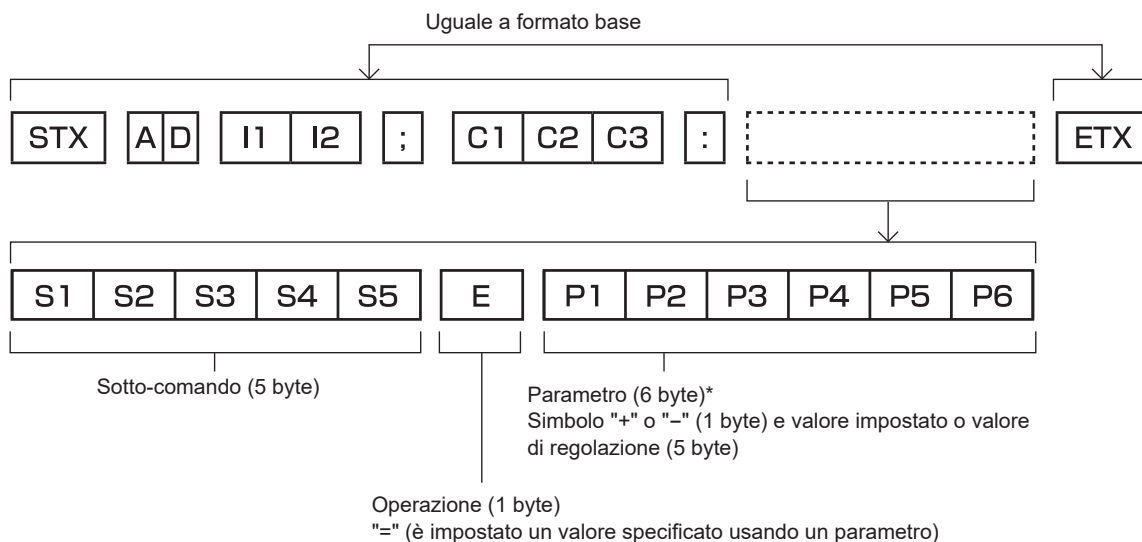 Uguale a formato base
STX A D I1 I2 ; C1 C2 C3 : ETX
S1 S2 S3 S4 S5 E P1 P2 P3 P4 P5 P6
Sotto-comando (5 byte)
Parametro (6 byte)*
Simbolo "+" o "−" (1 byte) e valore impostato o valore
di regolazione (5 byte)
Operazione (1 byte)
"=" (è impostato un valore specificato usando un parametro)